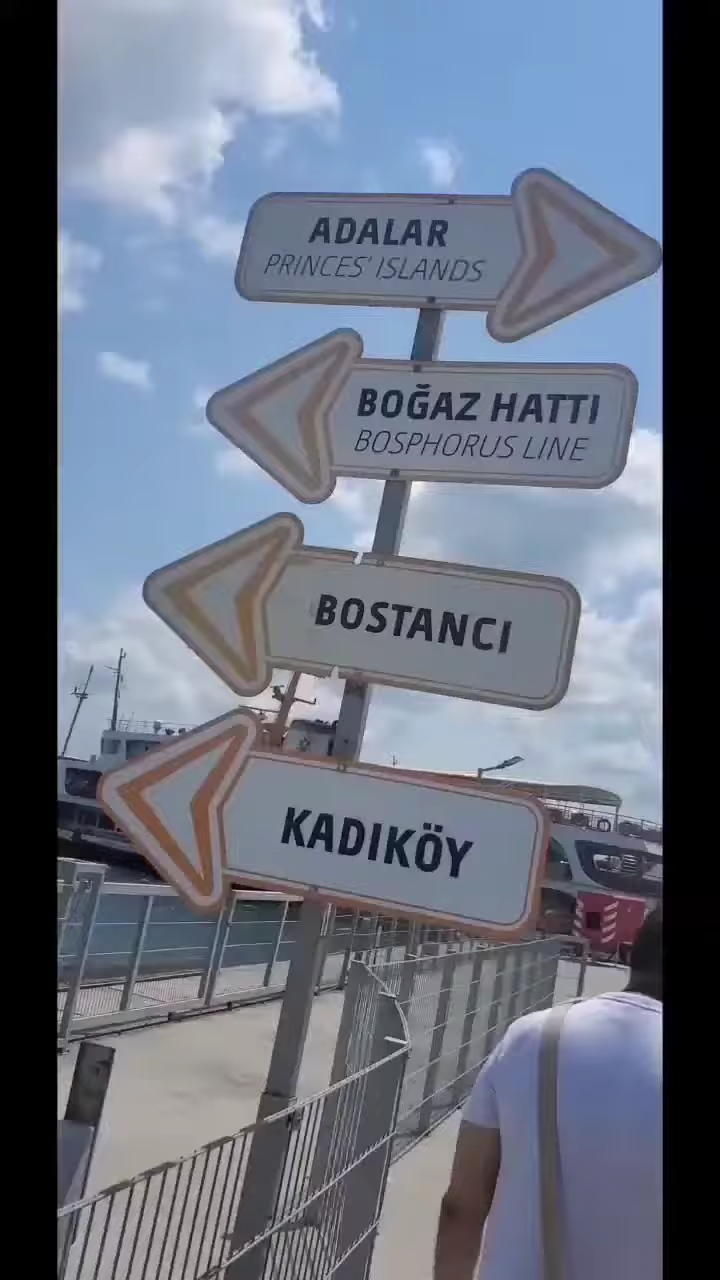 ADALAR
PRINCES' ISLANDS
BOĞAZ HATTI
BOSPHORUS LINE
BOSTANCI
KADIKÖY